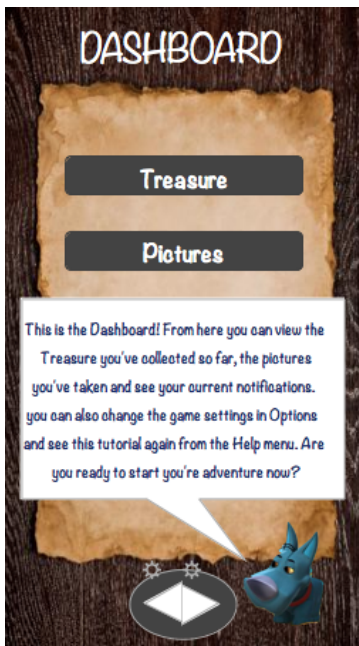 DASHBOARD
Treasure
Pictures
This is the Dashboard! From here you can view the
Treasure you've collected so far, the pictures
you've taken and see your current notifications.
you can also change the game settings in Options
and see this tutorial again from the Help menu. Are
you ready to start you're adventure now?